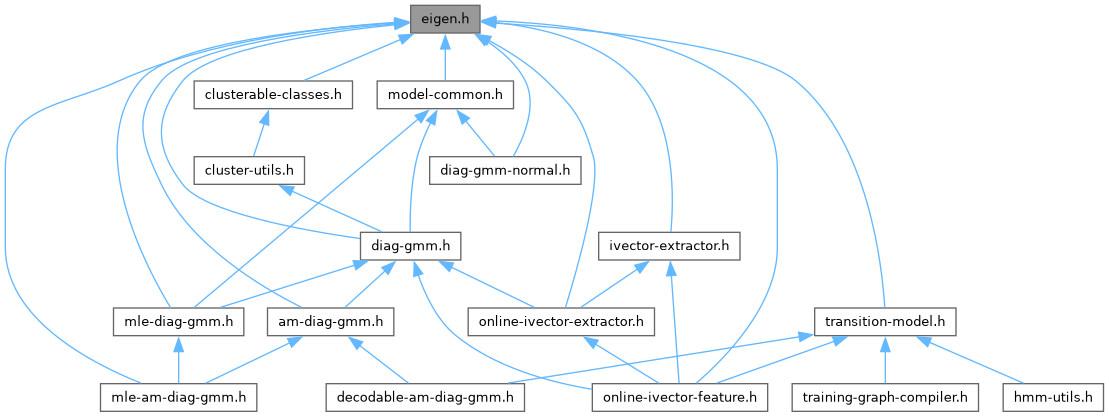 eigen.h
clusterable-classes.h
model-common.h
cluster-utils.h
diag-gmm-normal.h
diag-gmm.h
ivector-extractor.h
mle-diag-gmm.h
am-diag-gmm.h
online-ivector-extractor.h
transition-model.h
mle-am-diag-gmm.h
decodable-am-diag-gmm.h
online-ivector-feature.h
training-graph-compiler.h
hmm-utils.h